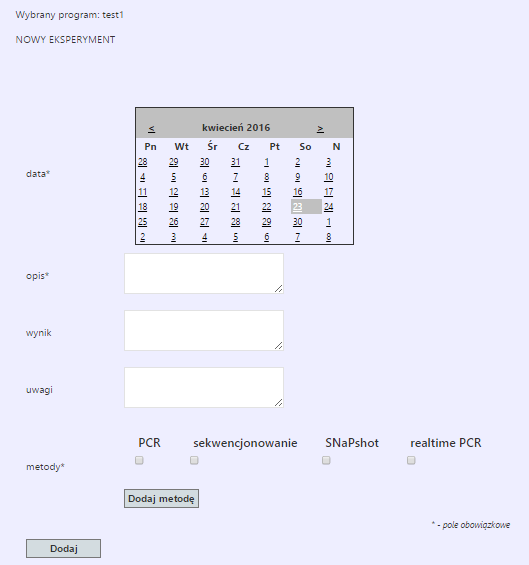 Wybrany program: test1
NOWY EKSPERYMENT
< kwiecień 2016 >
Pn Wt Śr Cz Pt So N
28 29 30 31 1 2 3
data*
4 5 6 7 8 9 10
11 12 13 14 15 16 17
18 19 20 21 22 23 24
25 26 27 28 29 30 1
2 3 4 5 6 7 8
opis*
wynik
uwagi
PCR sekwencjonowanie SNaPshot realtime PCR
metody*
Dodaj metodę
* - pole obowiązkowe
Dodaj